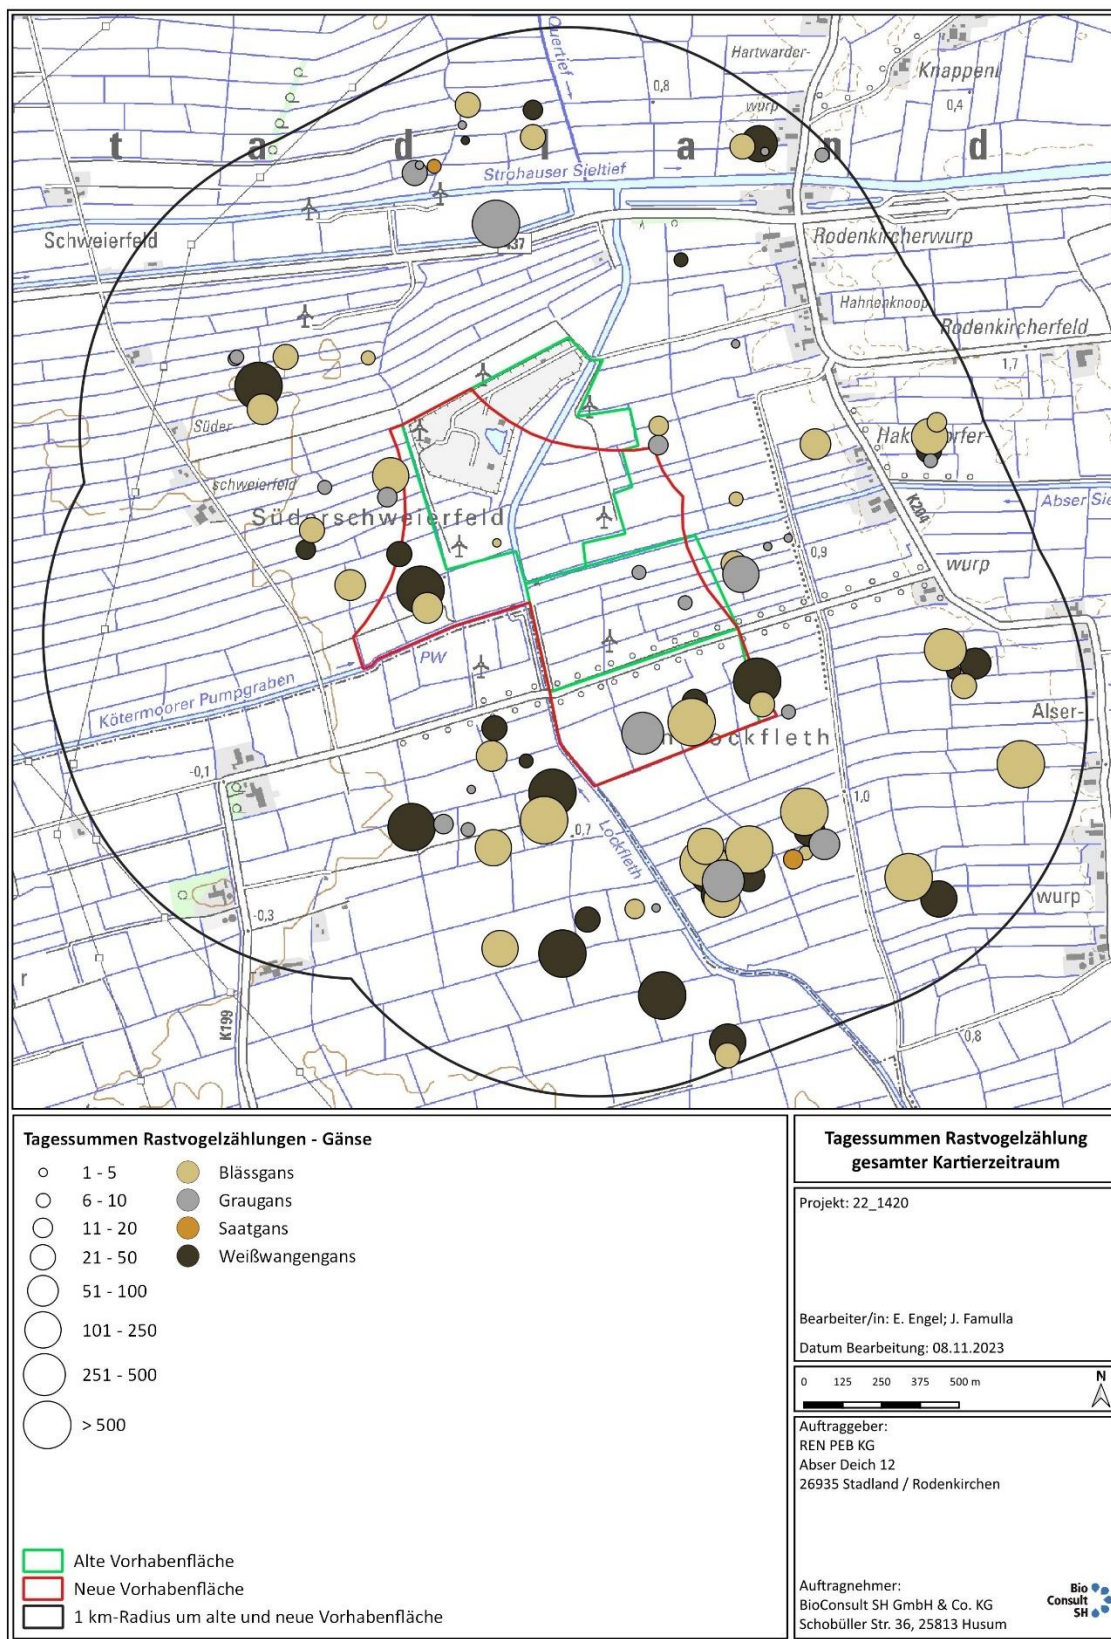 Quertief
Hartwarder-
wurp
Knappenl
0,8
0,4
t a d l a n d
Strohauser Sieltief
437
Schweierfeld
Rodenkircherwurp
Hahnenknoop
Rodenkircherfeld
1,7
Süder-
schweierfeld
Süderschweierfeld
Abser Sie
K204
0,9
wurp
PW
Kötermoorer Pumpgraben
Alser-
-0,1
1,0
0,7
Lockfleth
wurp
-0,3
r
K199
0,8
Tagessummen Rastvogelzählungen - Gänse
1 - 5
6 - 10
11 - 20
21 - 50
51 - 100
101 - 250
251 - 500
> 500
Blässgans
Graugans
Saatgans
Weißwangengans
Alte Vorhabenfläche
Neue Vorhabenfläche
1 km-Radius um alte und neue Vorhabenfläche
Tagessummen Rastvogelzählung
gesamter Kartierzeitraum
Projekt: 22_1420
Bearbeiter/in: E. Engel; J. Famulla
Datum Bearbeitung: 08.11.2023
0 125 250 375 500 m
N
Auftraggeber:
REN PEB KG
Abser Deich 12
26935 Stadland / Rodenkirchen
Auftragnehmer:
BioConsult SH GmbH & Co. KG
Schobüller Str. 36, 25813 Husum
Bio
Consult
SH